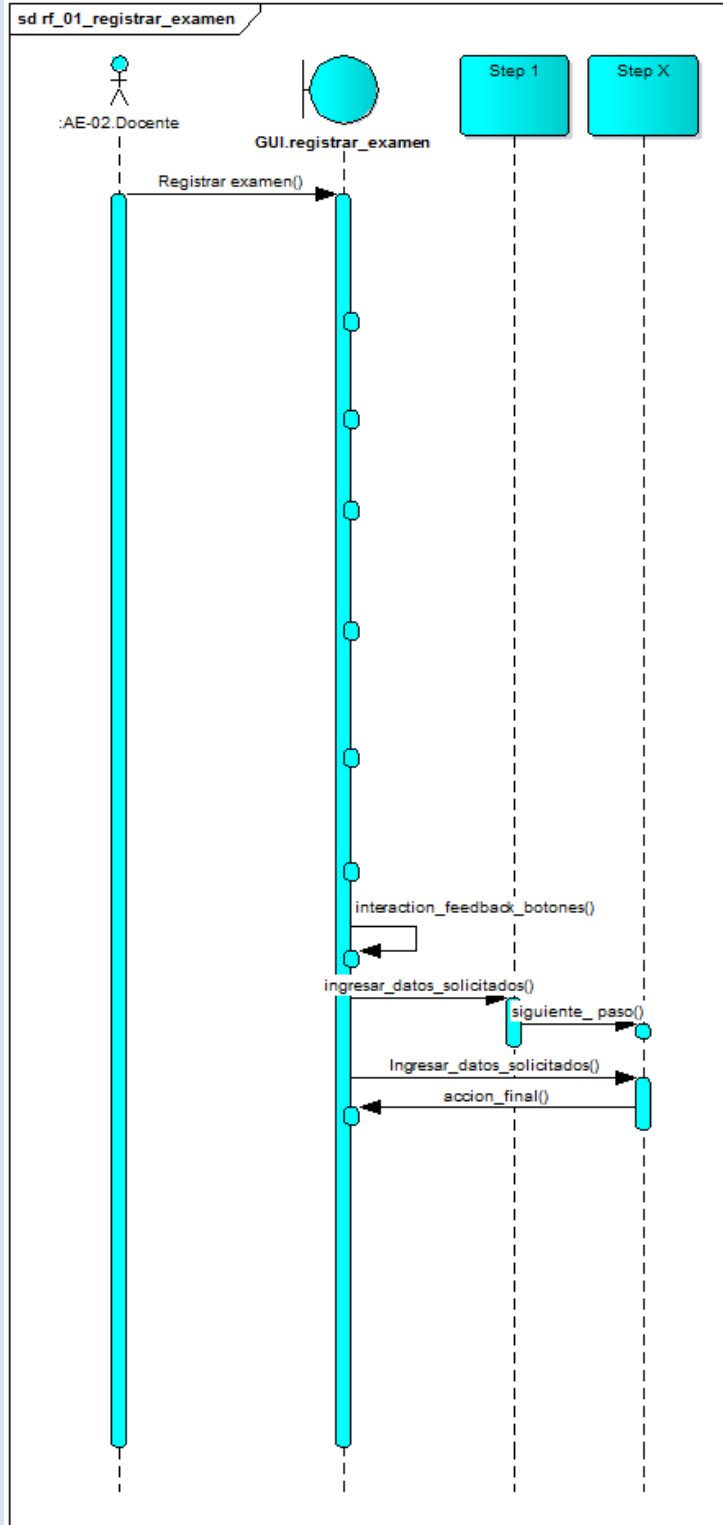 sd rf_01_registrar_examen
Step 1
Step X
:AE-02.Docente
GUI.registrar_examen
Registrar examen()
interaction_feedback_botones()
ingresar_datos_solicitados()
siguiente_ paso()
Ingresar_datos_solicitados()
accion_final()